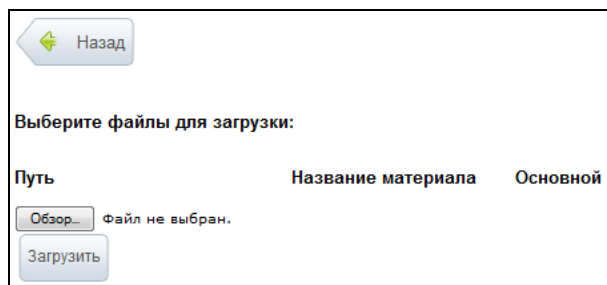 Назад
Выберите файлы для загрузки:
Путь Название материала Основной
Обзор... Файл не выбран.
Загрузить